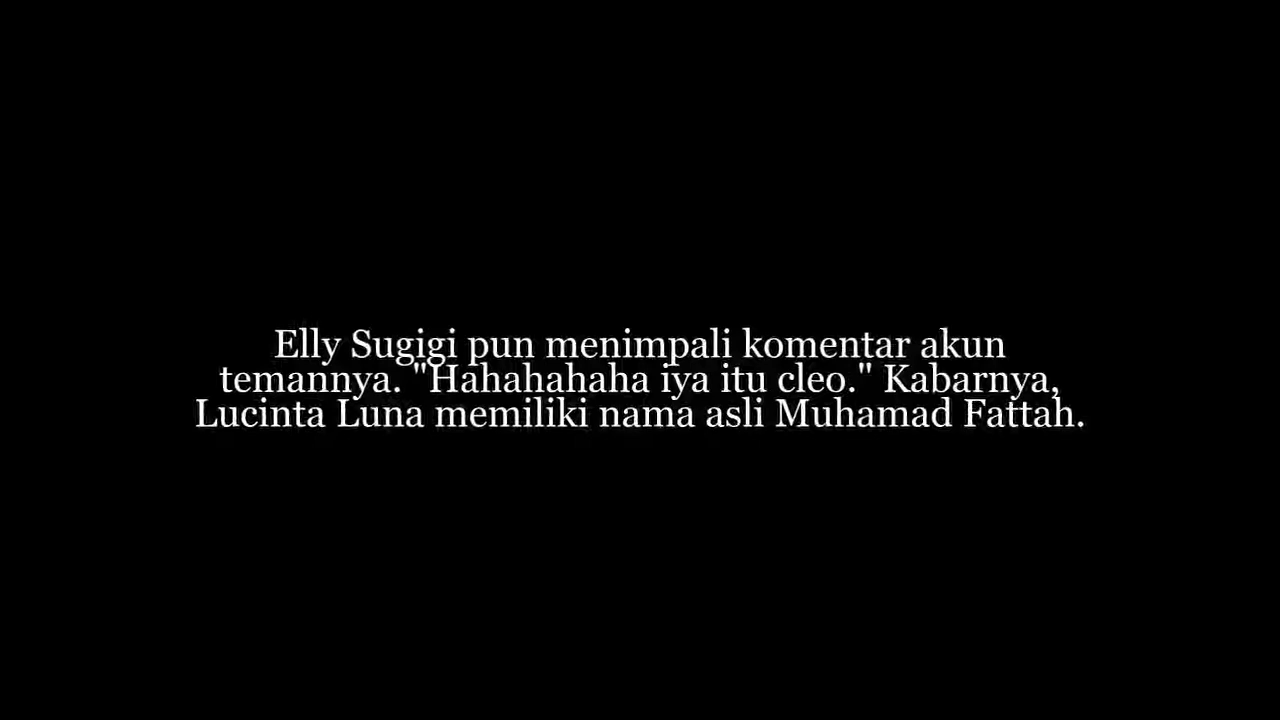 Elly Sugigi pun menimpali komentar akun
temannya. "Hahahahaha iya itu cleo." Kabarnya,
Lucinta Luna memiliki nama asli Muhamad Fattah.